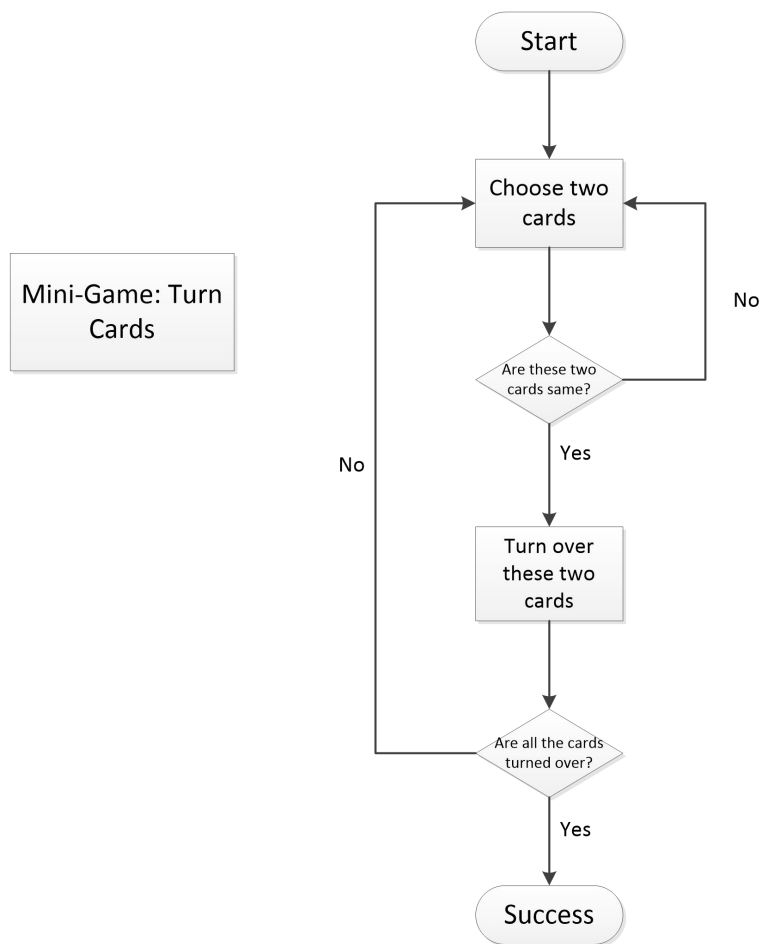 Start
Choose two
cards
Mini-Game: Turn
Cards
No
Are these two
cards same?
Yes
No
Turn over
these two
cards
Are all the cards
turned over?
Yes
Success